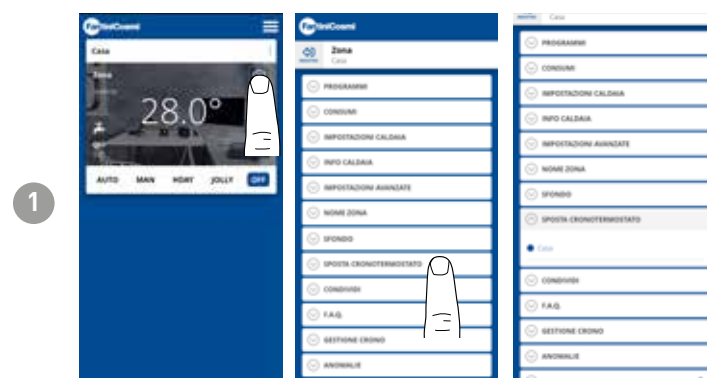 1
FantiniCosmi
Casa
Zona
28.0°
AUTO MAN HDAY JOLLY OFF
FantiniCosmi
Zona
Casa
PROGRAMMI
CONSUMI
IMPOSTAZIONI CALDAIA
INFO CALDAIA
IMPOSTAZIONI AVANZATE
NOME ZONA
SFONDO
SPOSTA CRONOTERMOSTATO
CONDIVIDI
F.A.Q.
GESTIONE CRONO
ANOMALIE
Casa
PROGRAMMI
CONSUMI
IMPOSTAZIONI CALDAIA
INFO CALDAIA
IMPOSTAZIONI AVANZATE
NOME ZONA
SFONDO
SPOSTA CRONOTERMOSTATO
Casa
CONDIVIDI
F.A.Q.
GESTIONE CRONO
ANOMALIE